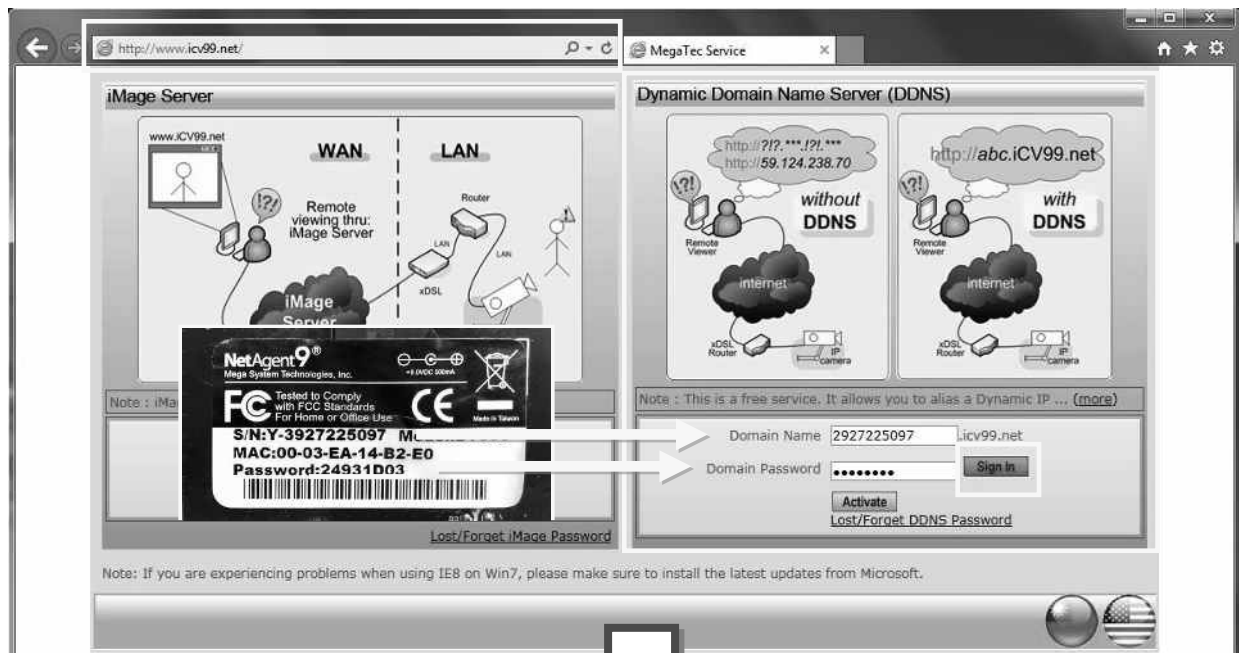 http://www.icv99.net/
MegaTec Service
iMage Server
www.iCV99.net
WAN
LAN
!?!
Remote
viewing thru:
iMage Server
Router
LAN
LAN
xDSL
iMage
Server
Dynamic Domain Name Server (DDNS)
http://?!?.***.!?!.***
http://59.124.238.70
!?!
without
DDNS
Remote
Viewer
internet
xDSL
Router
IP
camera
http://abc.iCV99.net
!?!
with
DDNS
Remote
Viewer
internet
xDSL
Router
IP
camera
NetAgent9®
Mega System Technologies, Inc.
FC
Tested to Comply
with FCC Standards
For Home or Office Use
CE
Made in Taiwan
S/N:Y-3927225097
MAC:00-03-EA-14-B2-E0
Password:24931D03
Note : iMa
Lost/Forget iMage Password
Note : This is a free service. It allows you to alias a Dynamic IP ... (more)
Domain Name 2927225097 .icv99.net
Domain Password •••••••• Sign In
Activate
Lost/Forget DDNS Password
Note: If you are experiencing problems when using IE8 on Win7, please make sure to install the latest updates from Microsoft.